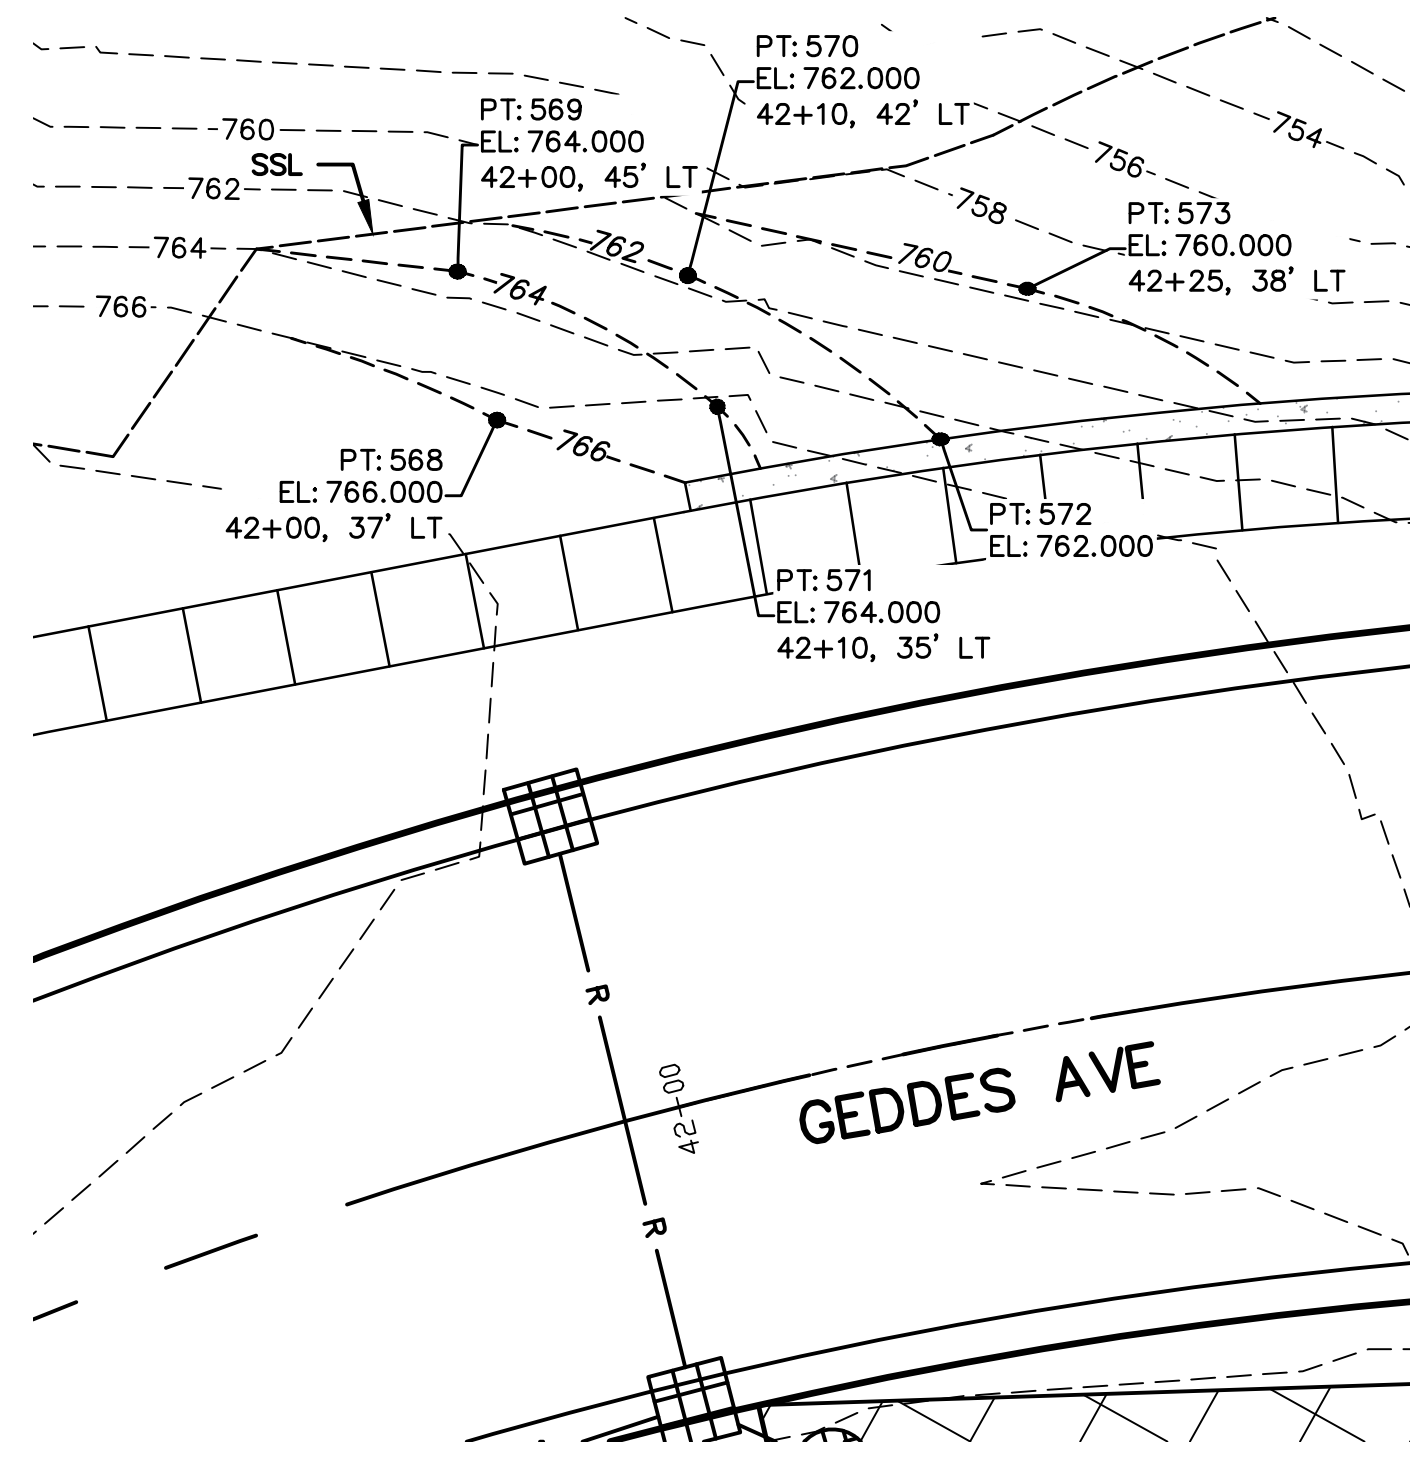 PT: 570
EL: 762.000
42+10, 42' LT
PT: 569
EL: 764.000
42+00, 45' LT
760
SSL
762
764
766
754
756
758
PT: 573
EL: 760.000
42+25, 38' LT
762
760
764
766
PT: 568
EL: 766.000
42+00, 37' LT
PT: 572
EL: 762.000
PT: 571
EL: 764.000
42+10, 35' LT
R
42+00
GEDDES AVE
R